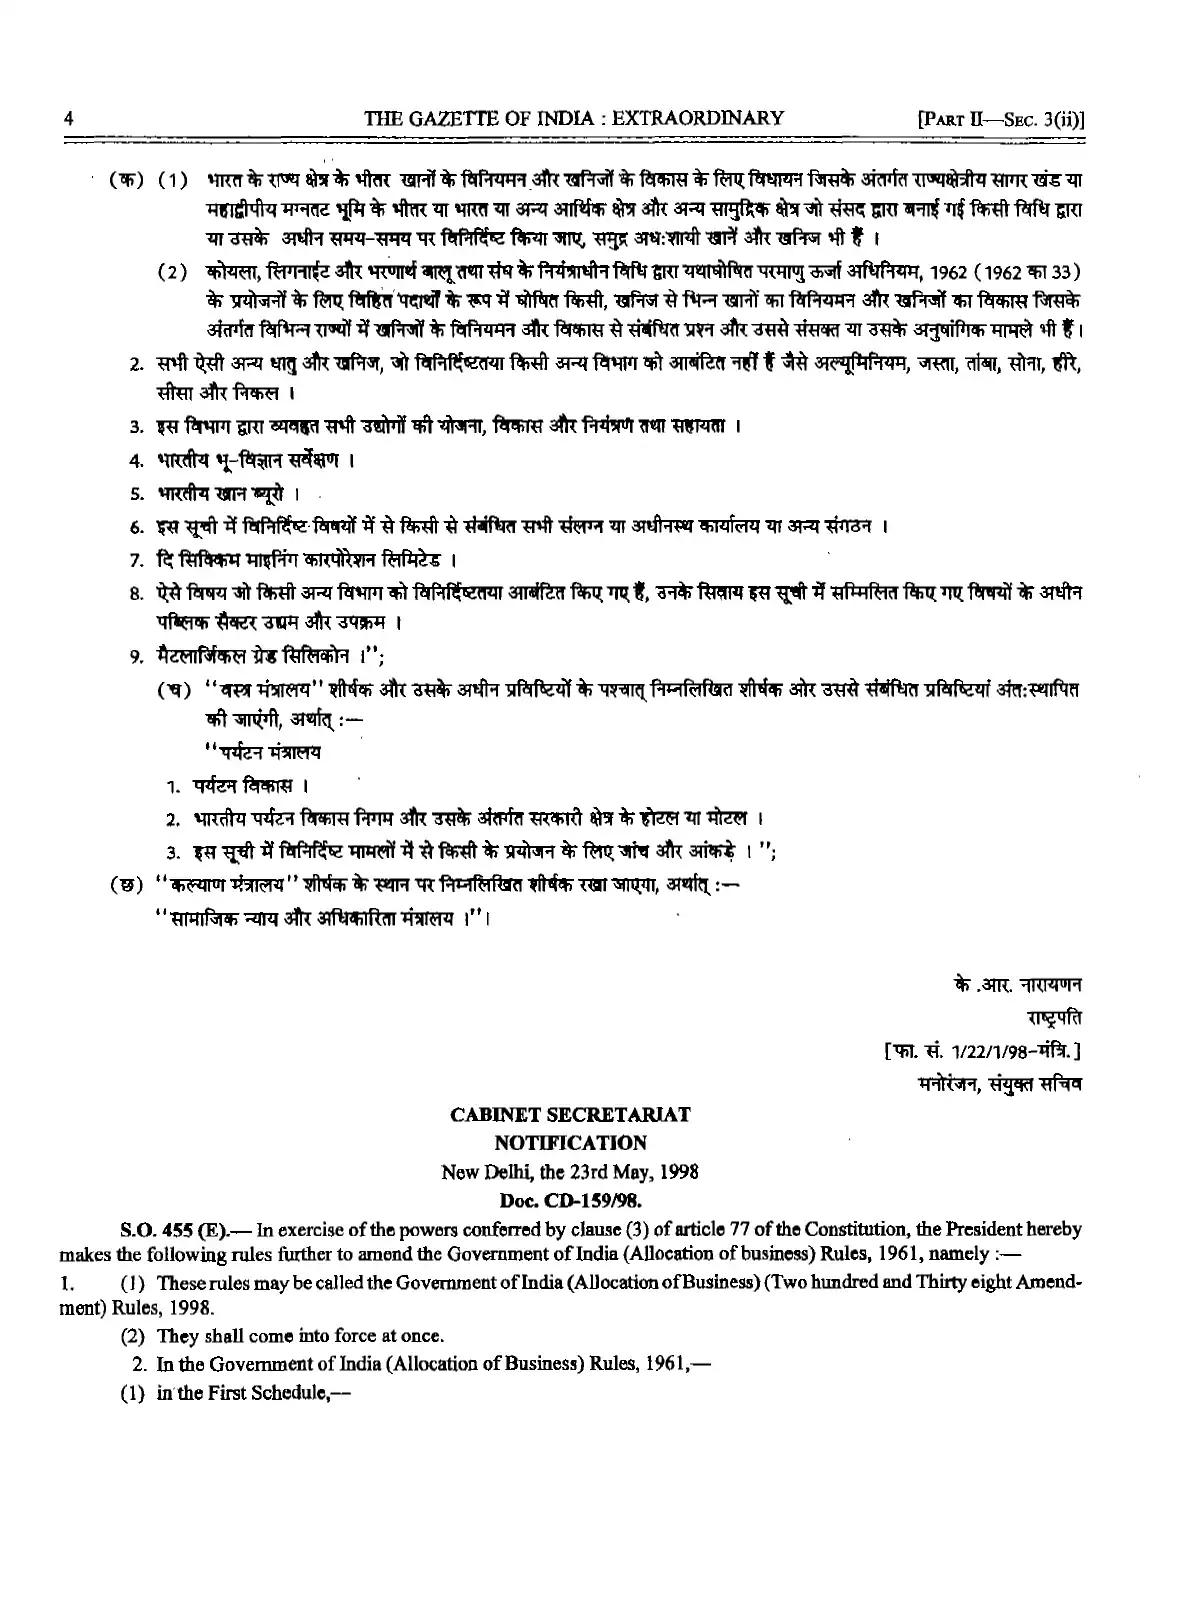 4 THE GAZETTE OF INDIA : EXTRAORDINARY [PART II—SEC. 3(ii)]
(क) (1) भारत के राज्य क्षेत्र के भीतर खानों के विनियमन और खनिजों के विकास के लिए विधायन जिसके अंतर्गत राज्यक्षेत्रीय सागर खंड या
महाद्वीपीय मग्नतट भूमि के भीतर या भारत या अन्य आर्थिक क्षेत्र और अन्य सामुद्रिक क्षेत्र जो संसद द्वारा बनाई गई किसी विधि द्वारा
या उसके अधीन समय-समय पर विनिर्दिष्ट किया जाए, समुद्र अध:शायी खानें और खनिज भी हैं ।
(2) कोयला, लिगनाईट और भरणार्थ बालू तथा संघ के नियंत्राधीन विधि द्वारा यथाघोषित परमाणु ऊर्जा अधिनियम, 1962 (1962 का 33)
के प्रयोजनों के लिए विहित पदार्थों के रूप में घोषित किसी, खनिज से भिन्न खानों का विनियमन और खनिजों का विकास जिसके
अंतर्गत विभिन्न राज्यों में खनिजों के विनियमन और विकास से संबंधित प्रश्न और उससे संसक्त या उसके अनुषांगिक मामले भी हैं।
2. सभी ऐसी अन्य धातु और खनिज, जो विनिर्दिष्टतया किसी अन्य विभाग को आबंटित नहीं हैं जैसे अल्यूमिनियम, जस्ता, तांबा, सोना, हीरे,
सीसा और निकल ।
3. इस विभाग द्वारा व्यवहृत सभी उद्योगों की योजना, विकास और नियंत्रण तथा सहायता ।
4. भारतीय भू-विज्ञान सर्वेक्षण ।
5. भारतीय खान ब्यूरो ।
6. इस सूची में विनिर्दिष्ट विषयों में से किसी से संबंधित सभी संलग्न या अधीनस्थ कार्यालय या अन्य संगठन ।
7. दि सिक्किम माइनिंग कारपोरेशन लिमिटेड ।
8. ऐसे विषय जो किसी अन्य विभाग को विनिर्दिष्टतया आबंटित किए गए हैं, उनके सिवाय इस सूची में सम्मिलित किए गए विषयों के अधीन
पब्लिक सैक्टर उद्यम और उपक्रम ।
9. मैटलार्जिकल ग्रेड सिलिकोन ।'';
(च) ''वस्त्र मंत्रालय'' शीर्षक और उसके अधीन प्रविष्टियों के पश्चात् निम्नलिखित शीर्षक ओर उससे संबंधित प्रविष्टियां अंत:स्थापित
की जाएंगी, अर्थात् :—
''पर्यटन मंत्रालय
1. पर्यटन विकास ।
2. भारतीय पर्यटन विकास निगम और उसके अंतर्गत सरकारी क्षेत्र के होटल या मोटल ।
3. इस सूची में विनिर्दिष्ट मामलों में से किसी के प्रयोजन के लिए जांच और आंकड़े । '';
(छ) ''कल्याण मंत्रालय'' शीर्षक के स्थान पर निम्नलिखित शीर्षक रखा जाएगा, अर्थात् :—
''सामाजिक न्याय और अधिकारिता मंत्रालय ।''।
के .आर. नारायणन
राष्ट्रपति
[फा. सं. 1/22/1/98-मंत्रि.]
मनोरंजन, संयुक्त सचिव
CABINET SECRETARIAT
NOTIFICATION
New Delhi, the 23rd May, 1998
Doc. CD-159/98.
S.O. 455 (E).— In exercise of the powers conferred by clause (3) of article 77 of the Constitution, the President hereby
makes the following rules further to amend the Government of India (Allocation of business) Rules, 1961, namely :—
1. (1) These rules may be called the Government of India (Allocation of Business) (Two hundred and Thirty eight Amend-
ment) Rules, 1998.
(2) They shall come into force at once.
2. In the Government of India (Allocation of Business) Rules, 1961,—
(1) in the First Schedule,—